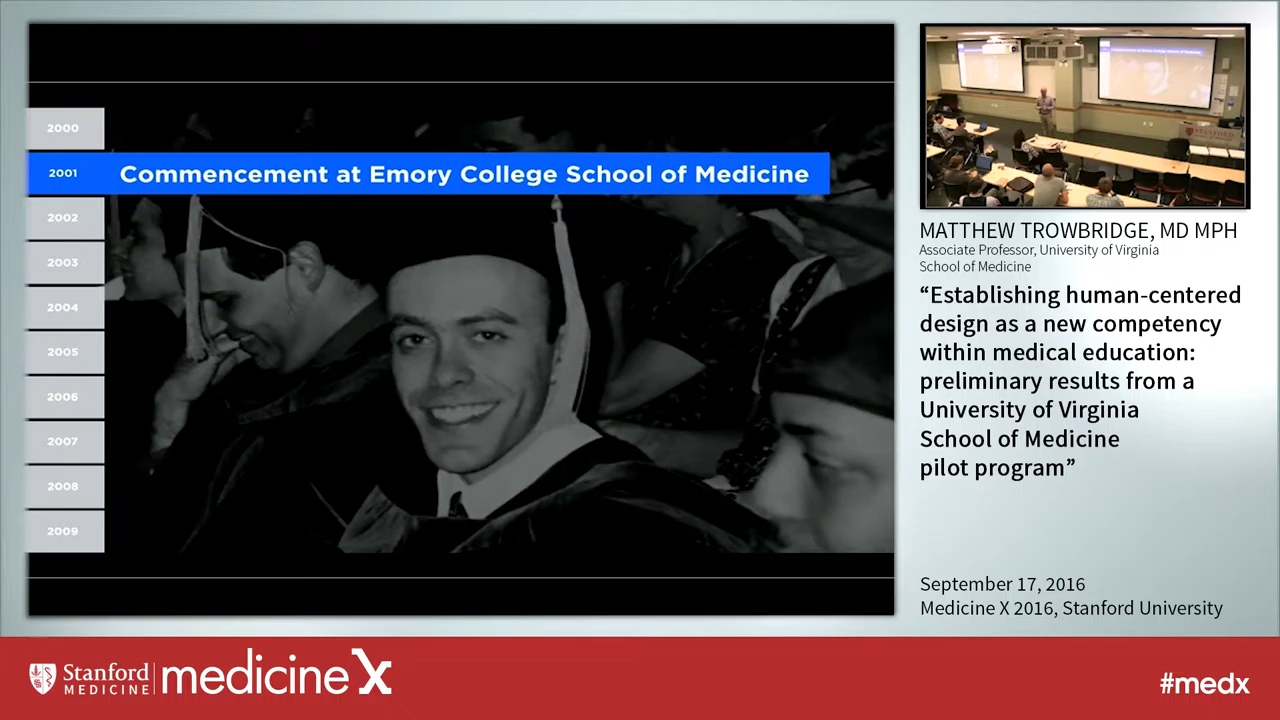 2000
2001
Commencement at Emory College School of Medicine
2002
2003
2004
2005
2006
2007
2008
2009
MATTHEW TROWBRIDGE, MD MPH
Associate Professor, University of Virginia
School of Medicine
“Establishing human-centered
design as a new competency
within medical education:
preliminary results from a
University of Virginia
School of Medicine
pilot program”
September 17, 2016
Medicine X 2016, Stanford University
Stanford
MEDICINE
medicineX
#medx